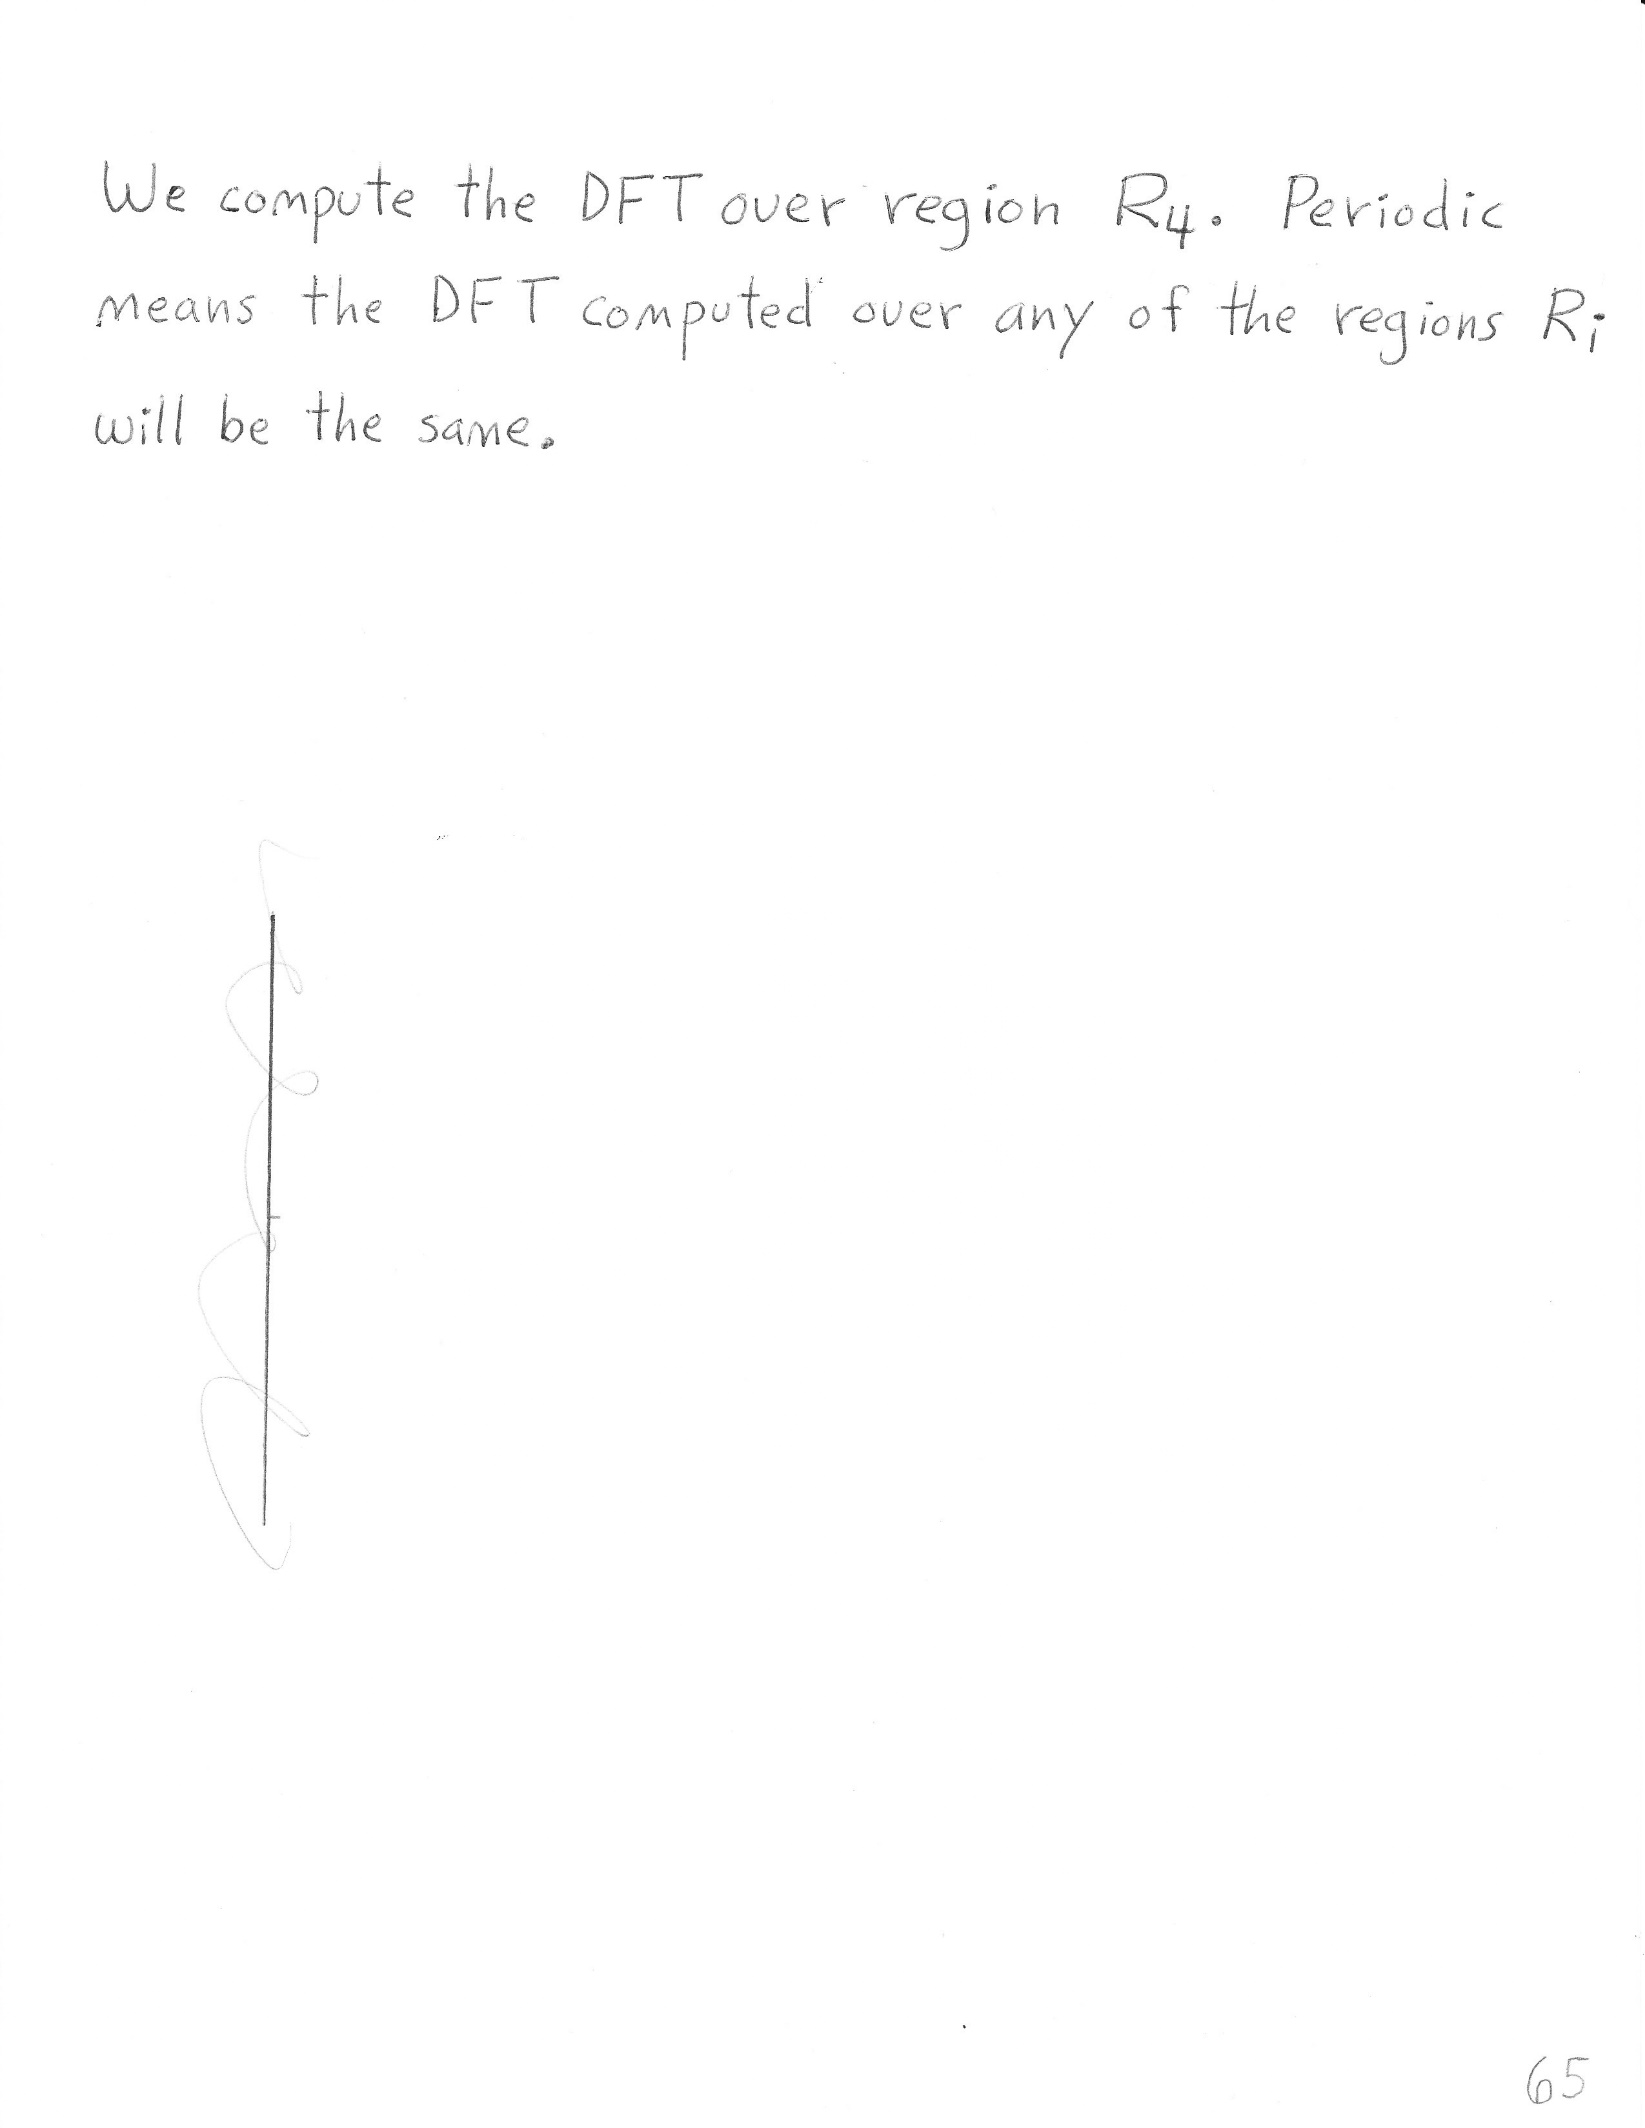 We compute the DFT over region R4. Periodic
means the DFT computed over any of the regions Ri
will be the same.
65